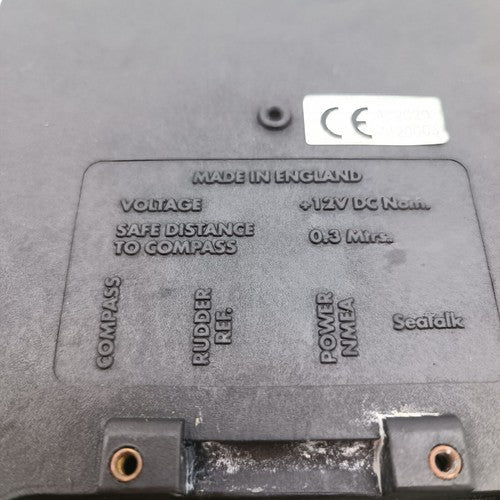 CE
MADE IN ENGLAND
VOLTAGE +12V DC Nom.
SAFE DISTANCE
TO COMPASS 0.3 Mtrs.
COMPASS
RUDDER
REF.
POWER
NMEA
SeaTalk